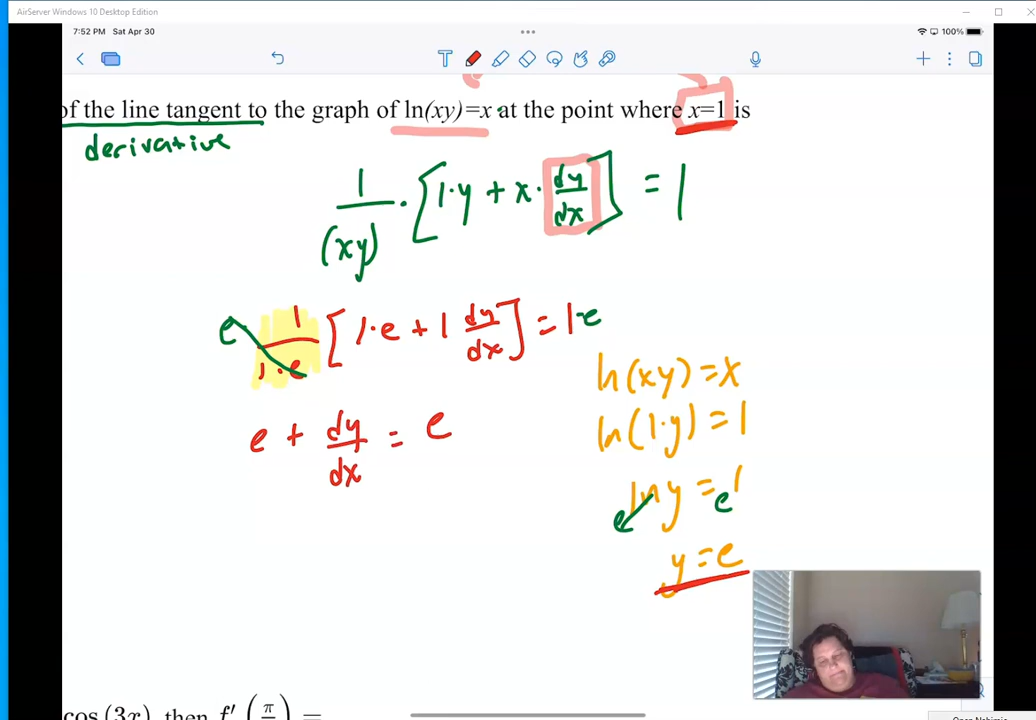 AirServer Windows 10 Desktop Edition
7:52 PM Sat Apr 30
100%
T
of the line tangent to the graph of ln(xy)=x at the point where x=1 is
derivative
1/(xy) · [1·y + x · dy/dx] = 1
e 1/(1·e) [1·e + 1 dy/dx] = 1·e
ln(xy) = x
ln(1·y) = 1
e + dy/dx = e
e ln y = e 1
y = e
cos (3x), then f′(π/ ) =